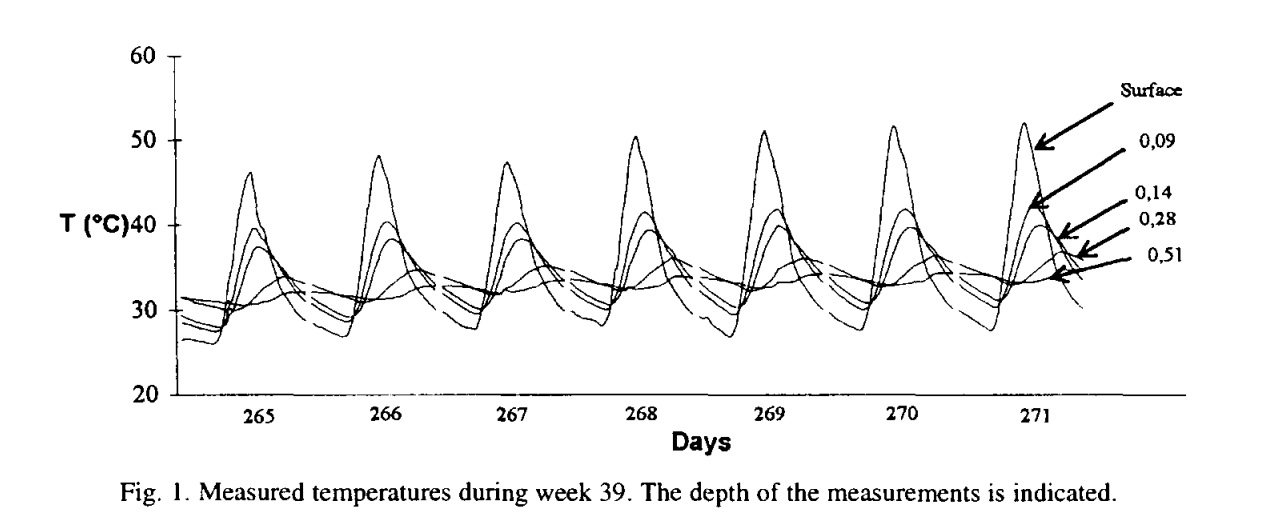 60
Surface
50
0,09
0,14
T (°C) 40
0,28
0,51
30
20
265 266 267 268 269 270 271
Days
Fig. 1. Measured temperatures during week 39. The depth of the measurements is indicated.